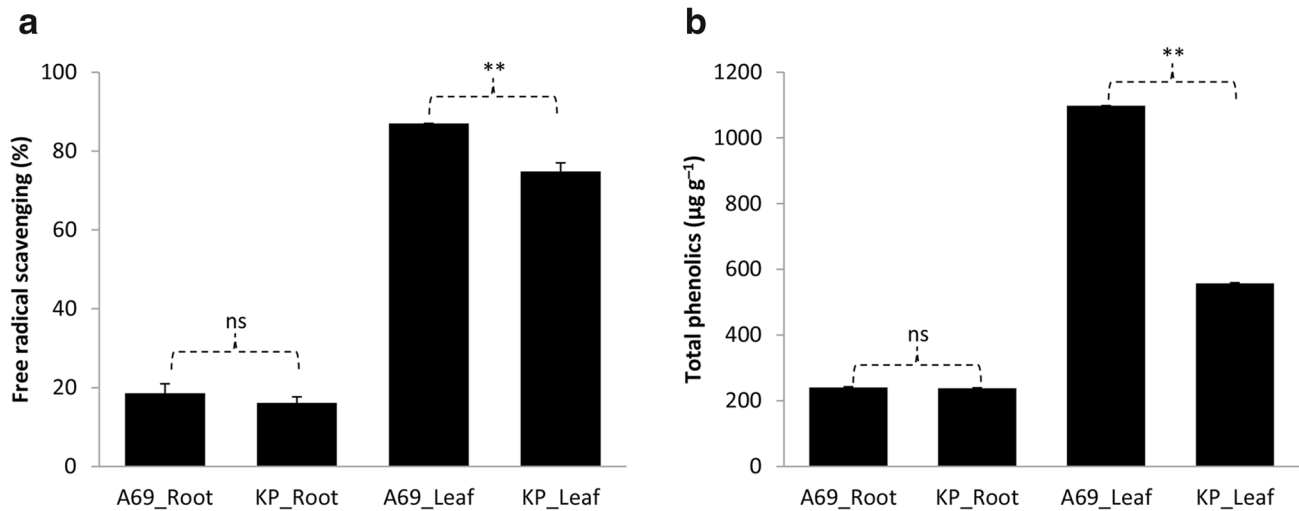 a
Free radical scavenging (%)
100
80
60
40
20
0
**
ns
A69_Root KP_Root A69_Leaf KP_Leaf
b
Total phenolics (µg g⁻¹)
1200
1000
800
600
400
200
0
**
ns
A69_Root KP_Root A69_Leaf KP_Leaf